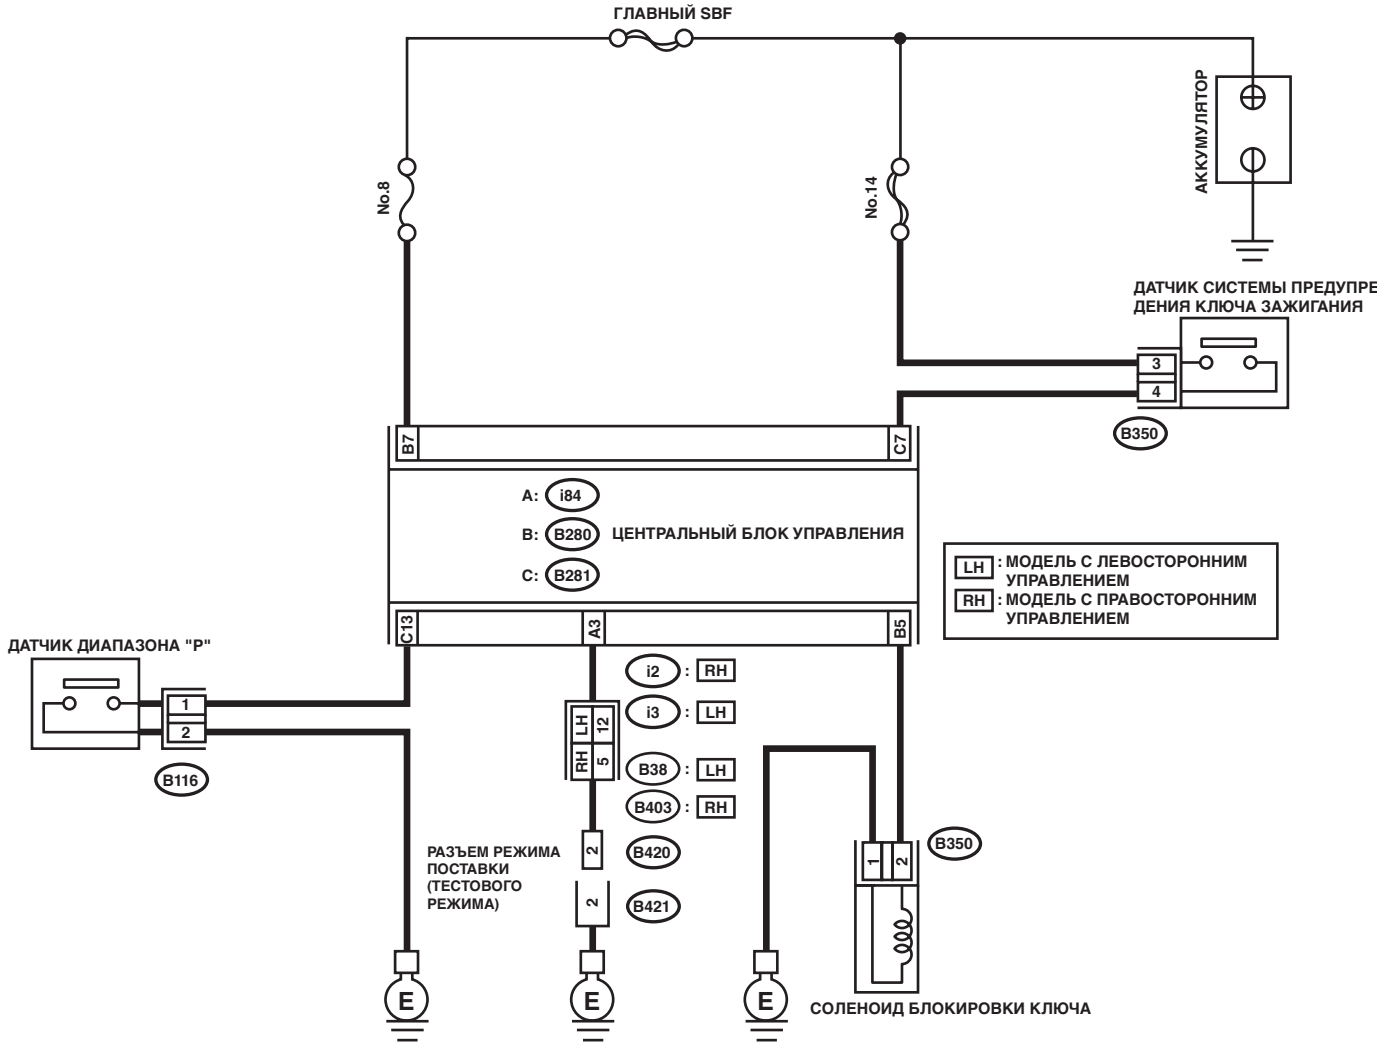 ГЛАВНЫЙ SBF
АККУМУЛЯТОР
No.8
No.14
ДАТЧИК СИСТЕМЫ ПРЕДУПРЕ
ДЕНИЯ КЛЮЧА ЗАЖИГАНИЯ
3
4
B350
B7
C7
A: i84
B: B280 ЦЕНТРАЛЬНЫЙ БЛОК УПРАВЛЕНИЯ
C: B281
LH : МОДЕЛЬ С ЛЕВОСТОРОННИМ
УПРАВЛЕНИЕМ
RH : МОДЕЛЬ С ПРАВОСТОРОННИМ
УПРАВЛЕНИЕМ
C13
A3
B5
ДАТЧИК ДИАПАЗОНА "P"
1
2
B116
i2 : RH
i3 : LH
LH 12
RH 5
B38 : LH
B403 : RH
2
B420
РАЗЪЕМ РЕЖИМА
ПОСТАВКИ
(ТЕСТОВОГО
РЕЖИМА)
2
B421
1
2
B350
E
E
E
СОЛЕНОИД БЛОКИРОВКИ КЛЮЧА